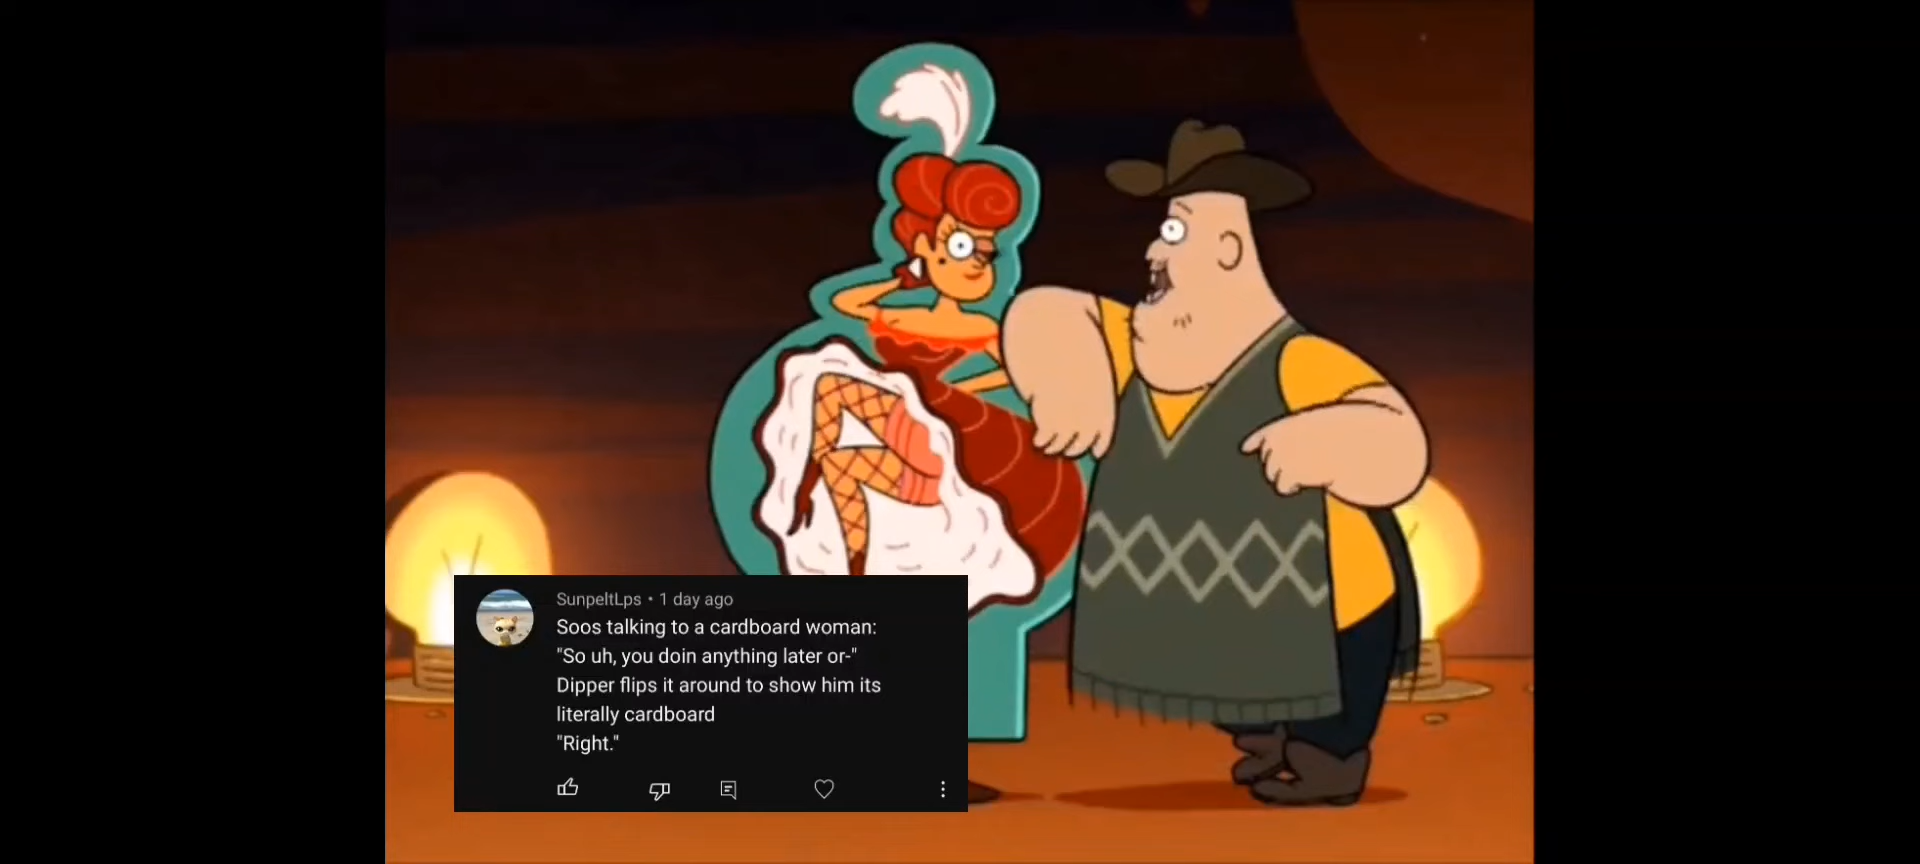 SunpeltLps • 1 day ago
Soos talking to a cardboard woman:
"So uh, you doin anything later or-"
Dipper flips it around to show him its
literally cardboard
"Right."